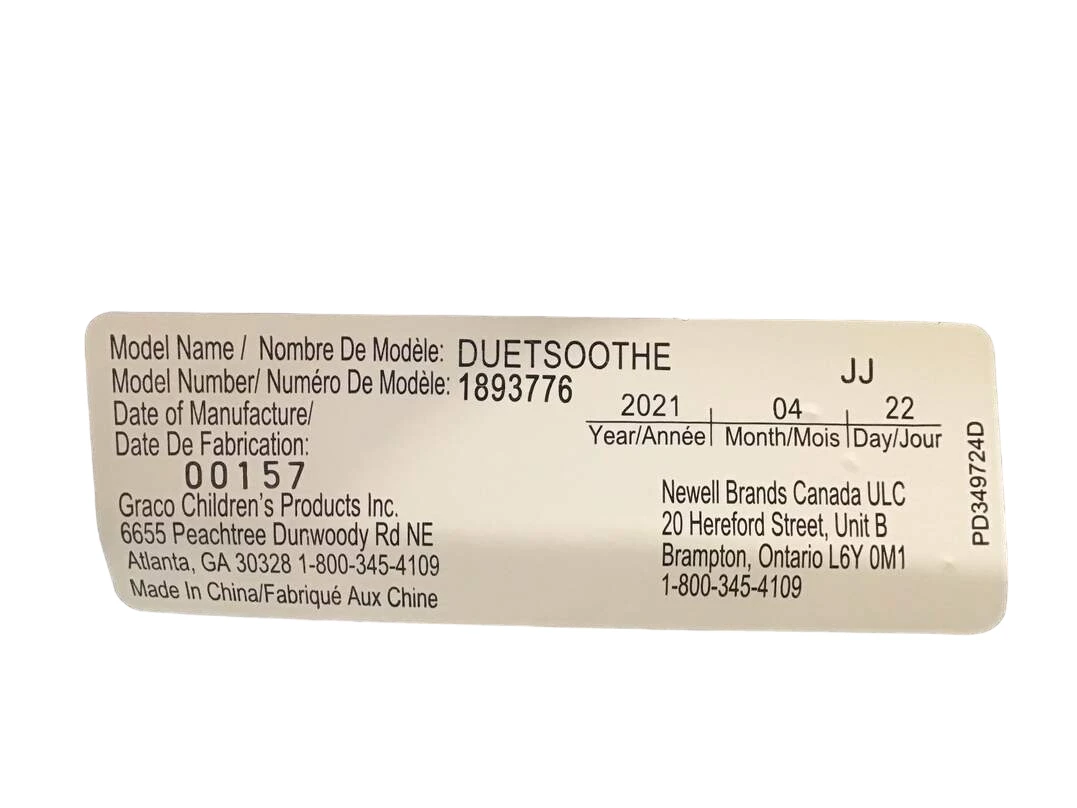 Model Name / Nombre De Modèle: DUETSOOTHE
Model Number/ Numéro De Modèle: 1893776
JJ
Date of Manufacture/
Date De Fabrication:
2021 04 22
Year/Année Month/Mois Day/Jour
00157
Graco Children's Products Inc.
6655 Peachtree Dunwoody Rd NE
Atlanta, GA 30328 1-800-345-4109
Made In China/Fabriqué Aux Chine
Newell Brands Canada ULC
20 Hereford Street, Unit B
Brampton, Ontario L6Y 0M1
1-800-345-4109
PD349724D